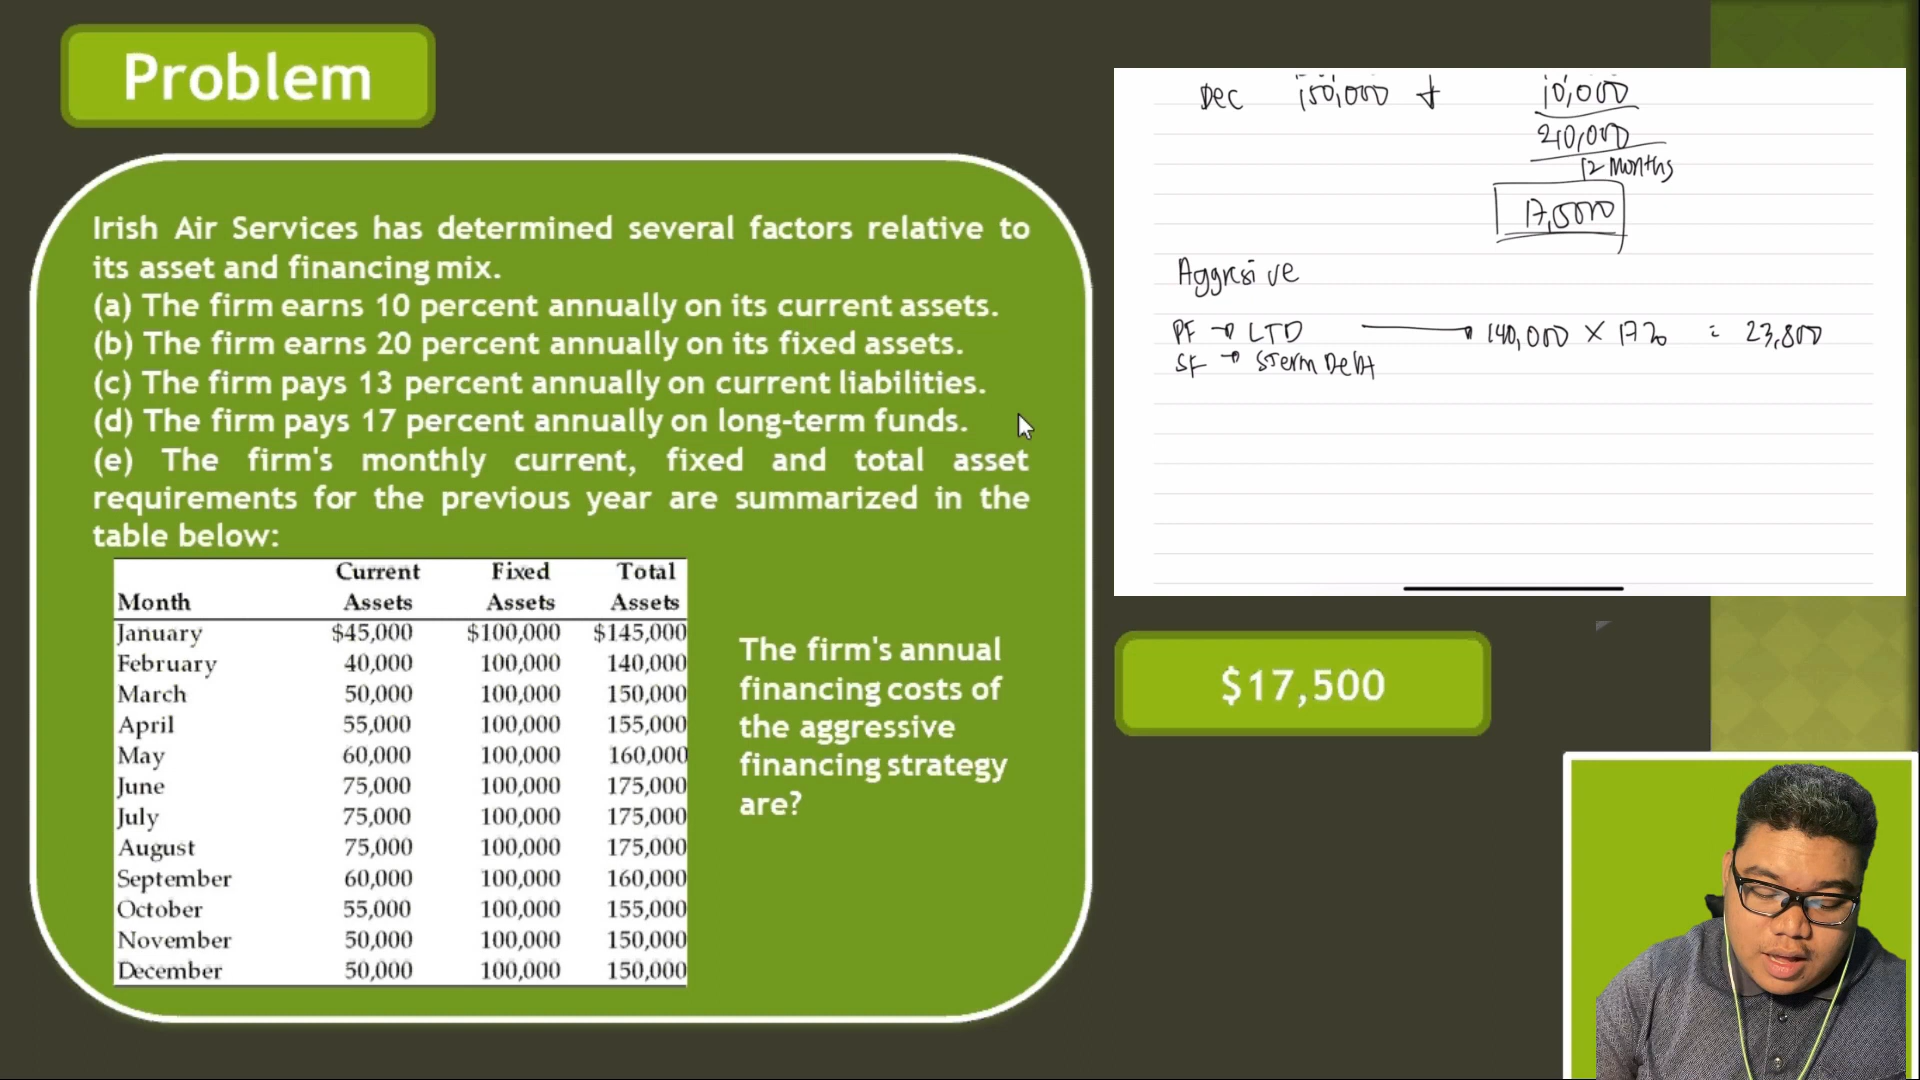 Problem
Irish Air Services has determined several factors relative to
its asset and financing mix.
(a) The firm earns 10 percent annually on its current assets.
(b) The firm earns 20 percent annually on its fixed assets.
(c) The firm pays 13 percent annually on current liabilities.
(d) The firm pays 17 percent annually on long-term funds.
(e) The firm's monthly current, fixed and total asset
requirements for the previous year are summarized in the
table below:
Current Fixed Total
Month Assets Assets Assets
January $45,000 $100,000 $145,000
February 40,000 100,000 140,000
March 50,000 100,000 150,000
April 55,000 100,000 155,000
May 60,000 100,000 160,000
June 75,000 100,000 175,000
July 75,000 100,000 175,000
August 75,000 100,000 175,000
September 60,000 100,000 160,000
October 55,000 100,000 155,000
November 50,000 100,000 150,000
December 50,000 100,000 150,000
The firm's annual
financing costs of
the aggressive
financing strategy
are?
Dec 150,000 10,000
210,000
12 Months
17,500
Aggresive
PF → LTD → 140,000 × 17% = 23,800
SF → STerm Debt
$17,500